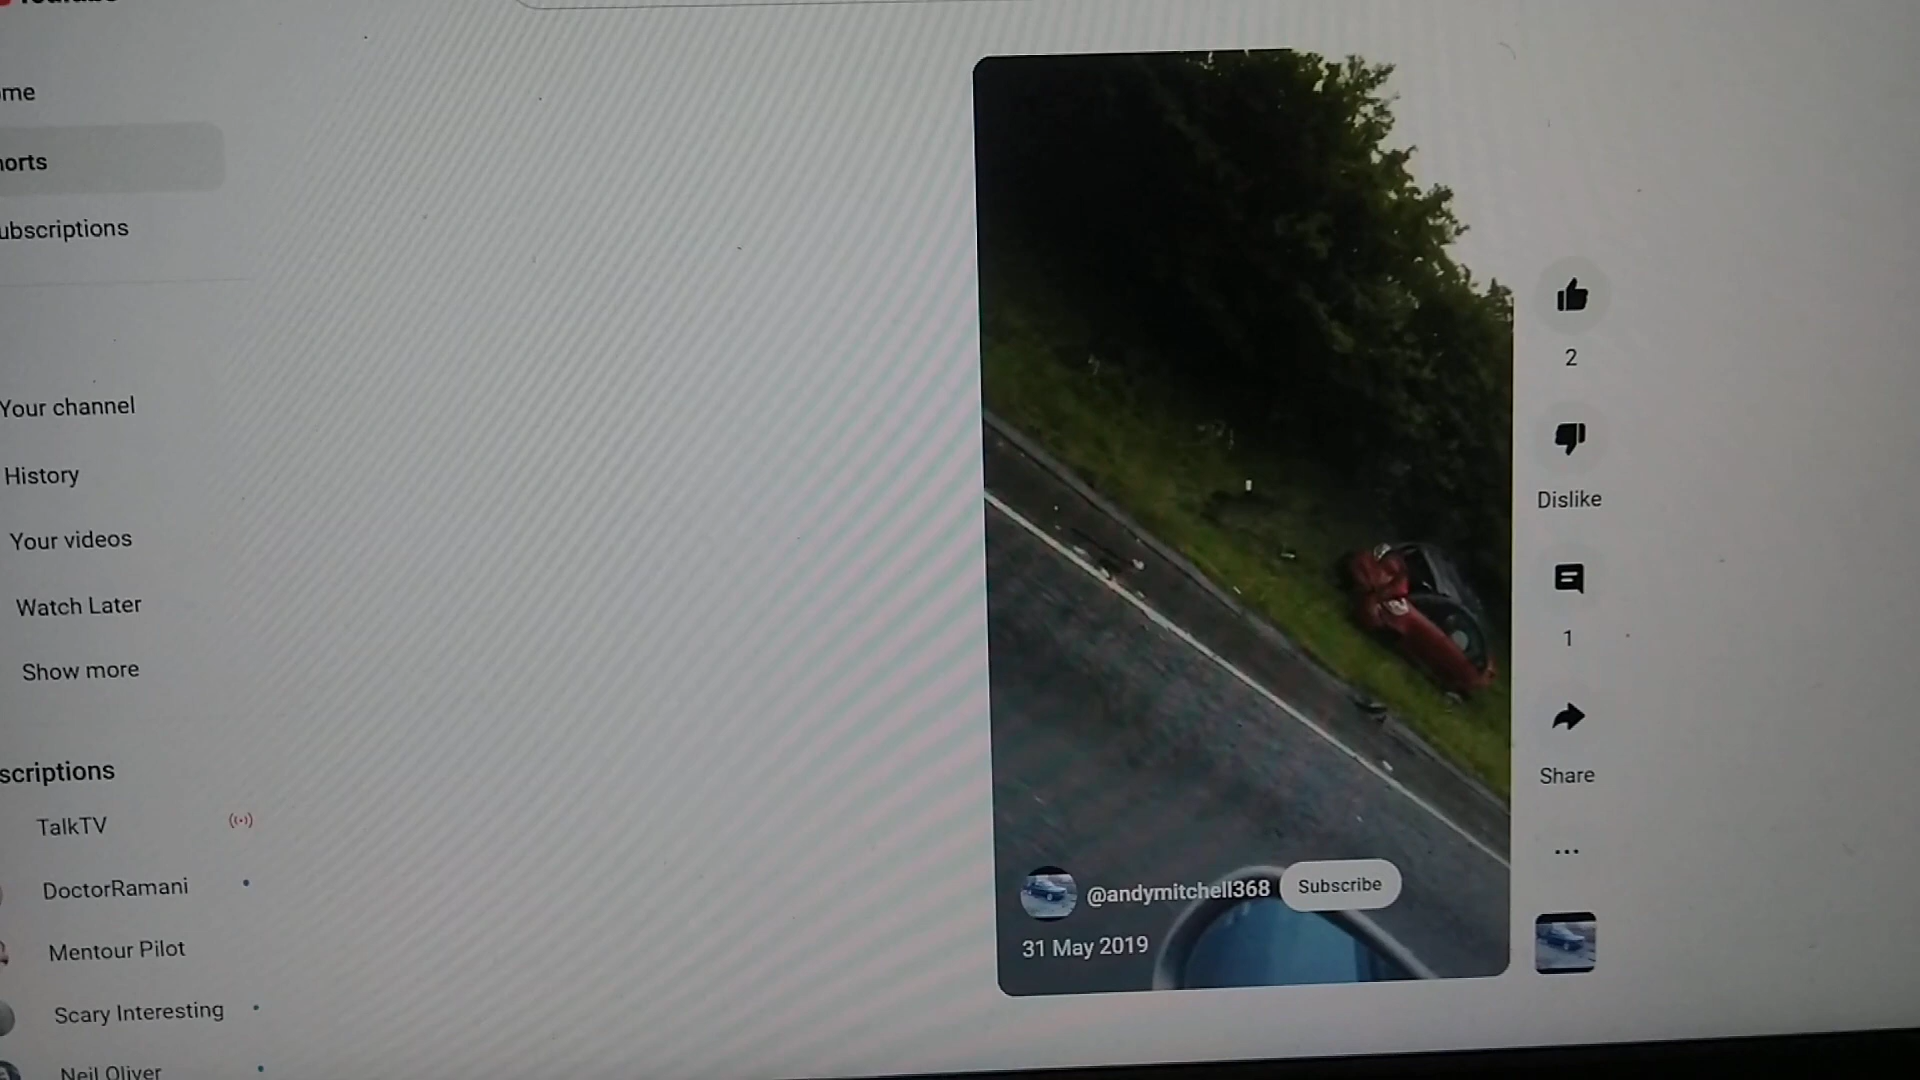 me
horts
ubscriptions
Your channel
History
Your videos
Watch Later
Show more
scriptions
TalkTV
DoctorRamani
Mentour Pilot
Scary Interesting
Neil Oliver
2
Dislike
1
Share
@andymitchell368 Subscribe
31 May 2019